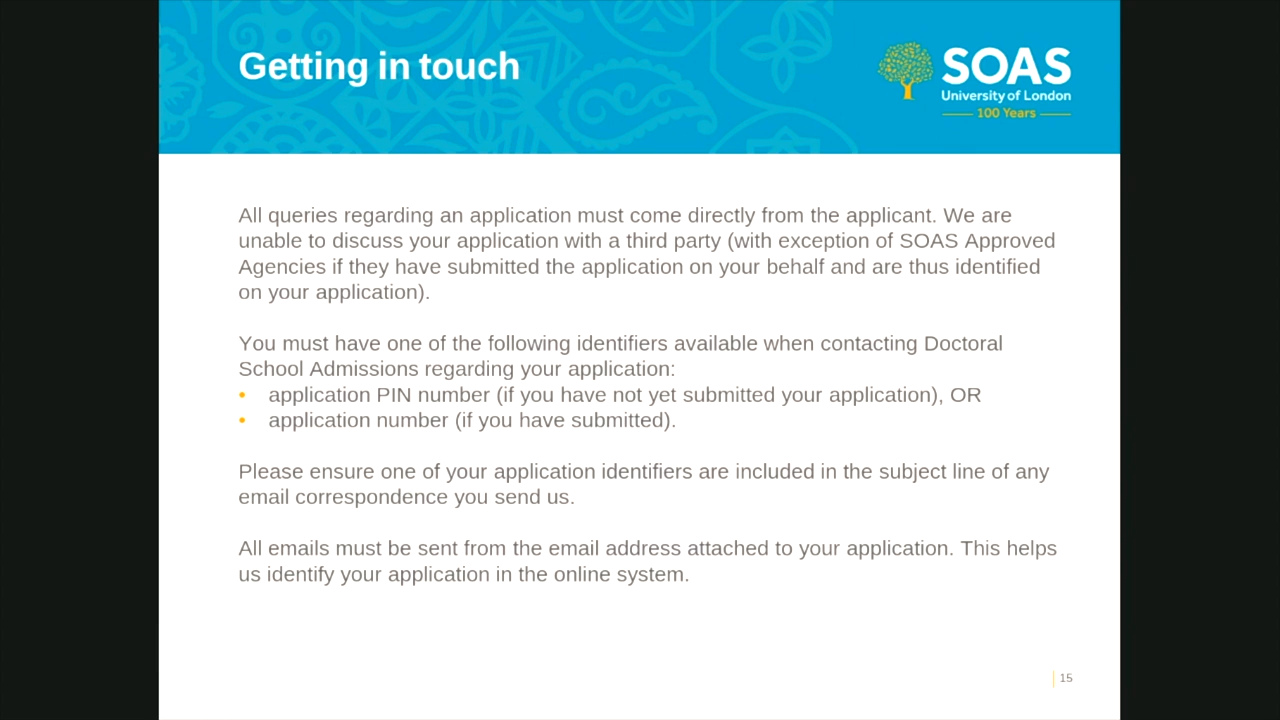 Getting in touch
SOAS
University of London
100 Years
All queries regarding an application must come directly from the applicant. We are
unable to discuss your application with a third party (with exception of SOAS Approved
Agencies if they have submitted the application on your behalf and are thus identified
on your application).
You must have one of the following identifiers available when contacting Doctoral
School Admissions regarding your application:
• application PIN number (if you have not yet submitted your application), OR
• application number (if you have submitted).
Please ensure one of your application identifiers are included in the subject line of any
email correspondence you send us.
All emails must be sent from the email address attached to your application. This helps
us identify your application in the online system.
15